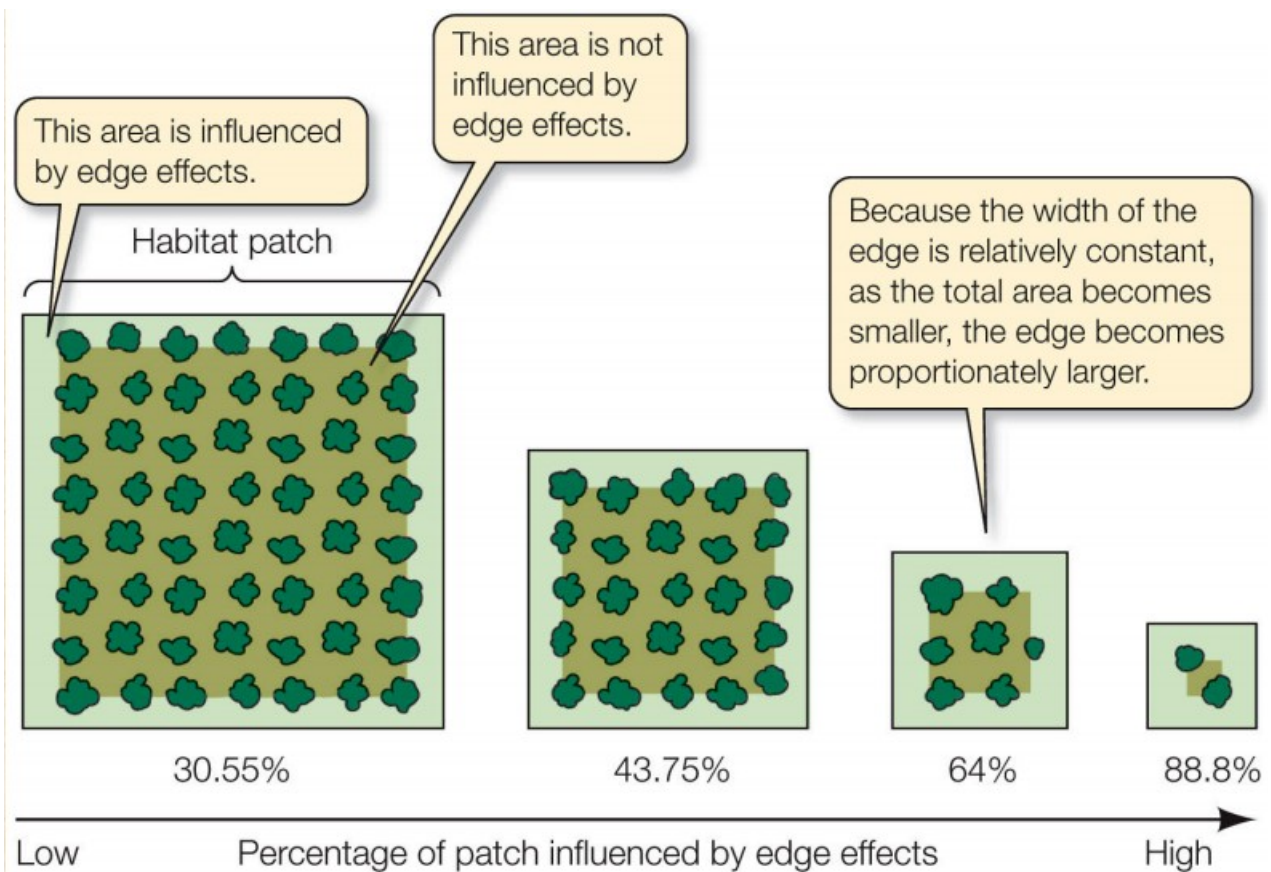 This area is influenced
by edge effects.
This area is not
influenced by
edge effects.
Because the width of the
edge is relatively constant,
as the total area becomes
smaller, the edge becomes
proportionately larger.
Habitat patch
30.55%
43.75%
64%
88.8%
Low
Percentage of patch influenced by edge effects
High